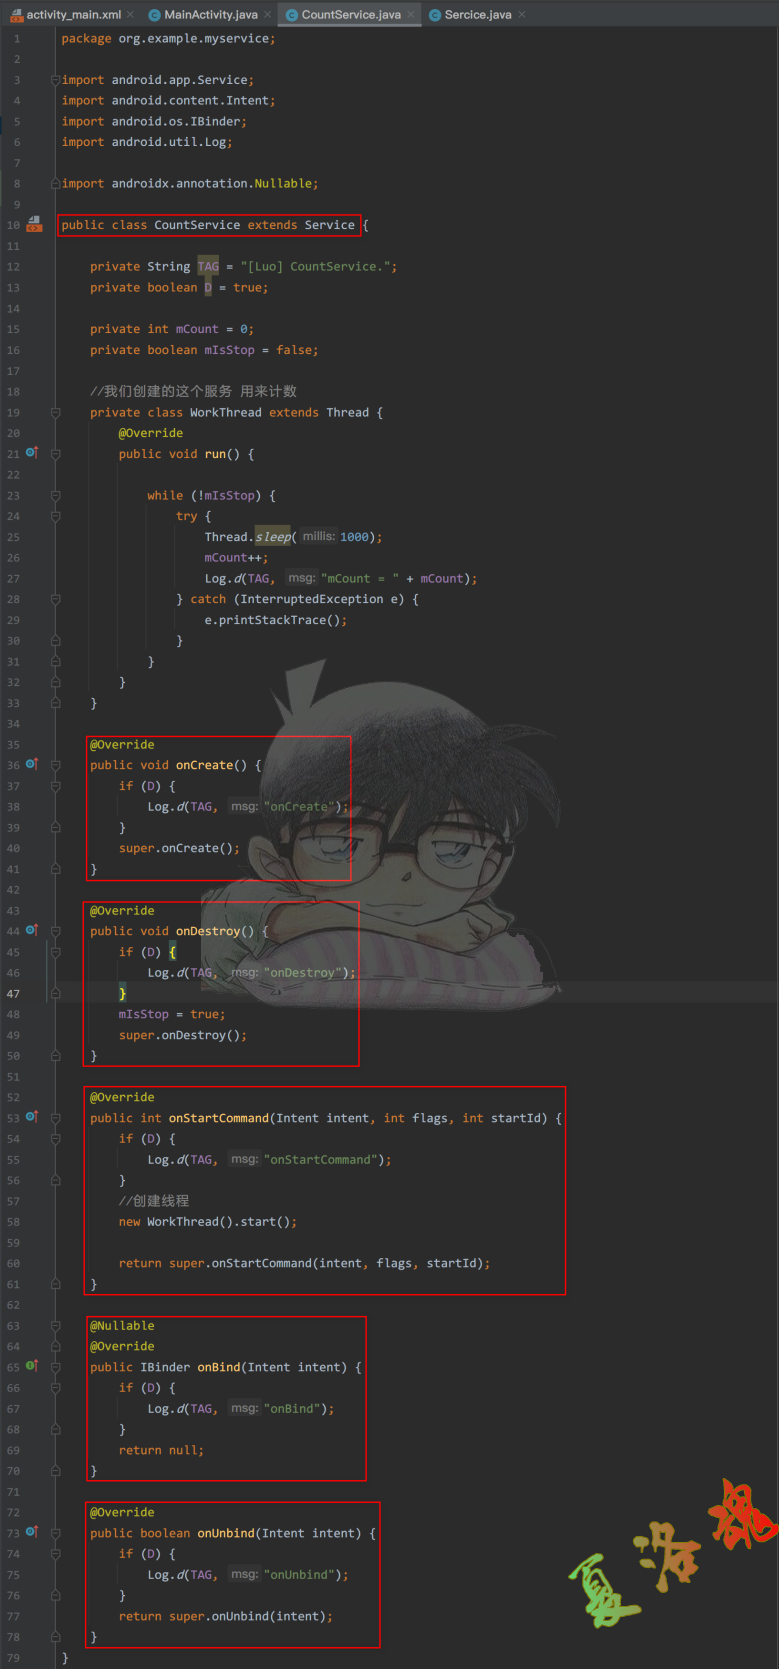 activity_main.xml × MainActivity.java × CountService.java × Sercice.java ×
1 package org.example.myservice;
2
3 import android.app.Service;
4 import android.content.Intent;
5 import android.os.IBinder;
6 import android.util.Log;
7
8 import androidx.annotation.Nullable;
9
10 public class CountService extends Service {
11
12 private String TAG = "[Luo] CountService.";
13 private boolean D = true;
14
15 private int mCount = 0;
16 private boolean mIsStop = false;
17
18 //我们创建的这个服务 用来计数
19 private class WorkThread extends Thread {
20 @Override
21 public void run() {
22
23 while (!mIsStop) {
24 try {
25 Thread.sleep( millis: 1000);
26 mCount++;
27 Log.d(TAG, msg: "mCount = " + mCount);
28 } catch (InterruptedException e) {
29 e.printStackTrace();
30 }
31 }
32 }
33 }
34
35 @Override
36 public void onCreate() {
37 if (D) {
38 Log.d(TAG, msg: "onCreate");
39 }
40 super.onCreate();
41 }
42
43 @Override
44 public void onDestroy() {
45 if (D) {
46 Log.d(TAG, msg: "onDestroy");
47 }
48 mIsStop = true;
49 super.onDestroy();
50 }
51
52 @Override
53 public int onStartCommand(Intent intent, int flags, int startId) {
54 if (D) {
55 Log.d(TAG, msg: "onStartCommand");
56 }
57 //创建线程
58 new WorkThread().start();
59
60 return super.onStartCommand(intent, flags, startId);
61 }
62
63 @Nullable
64 @Override
65 public IBinder onBind(Intent intent) {
66 if (D) {
67 Log.d(TAG, msg: "onBind");
68 }
69 return null;
70 }
71
72 @Override
73 public boolean onUnbind(Intent intent) {
74 if (D) {
75 Log.d(TAG, msg: "onUnbind");
76 }
77 return super.onUnbind(intent);
78 }
79 }
夏洛魂